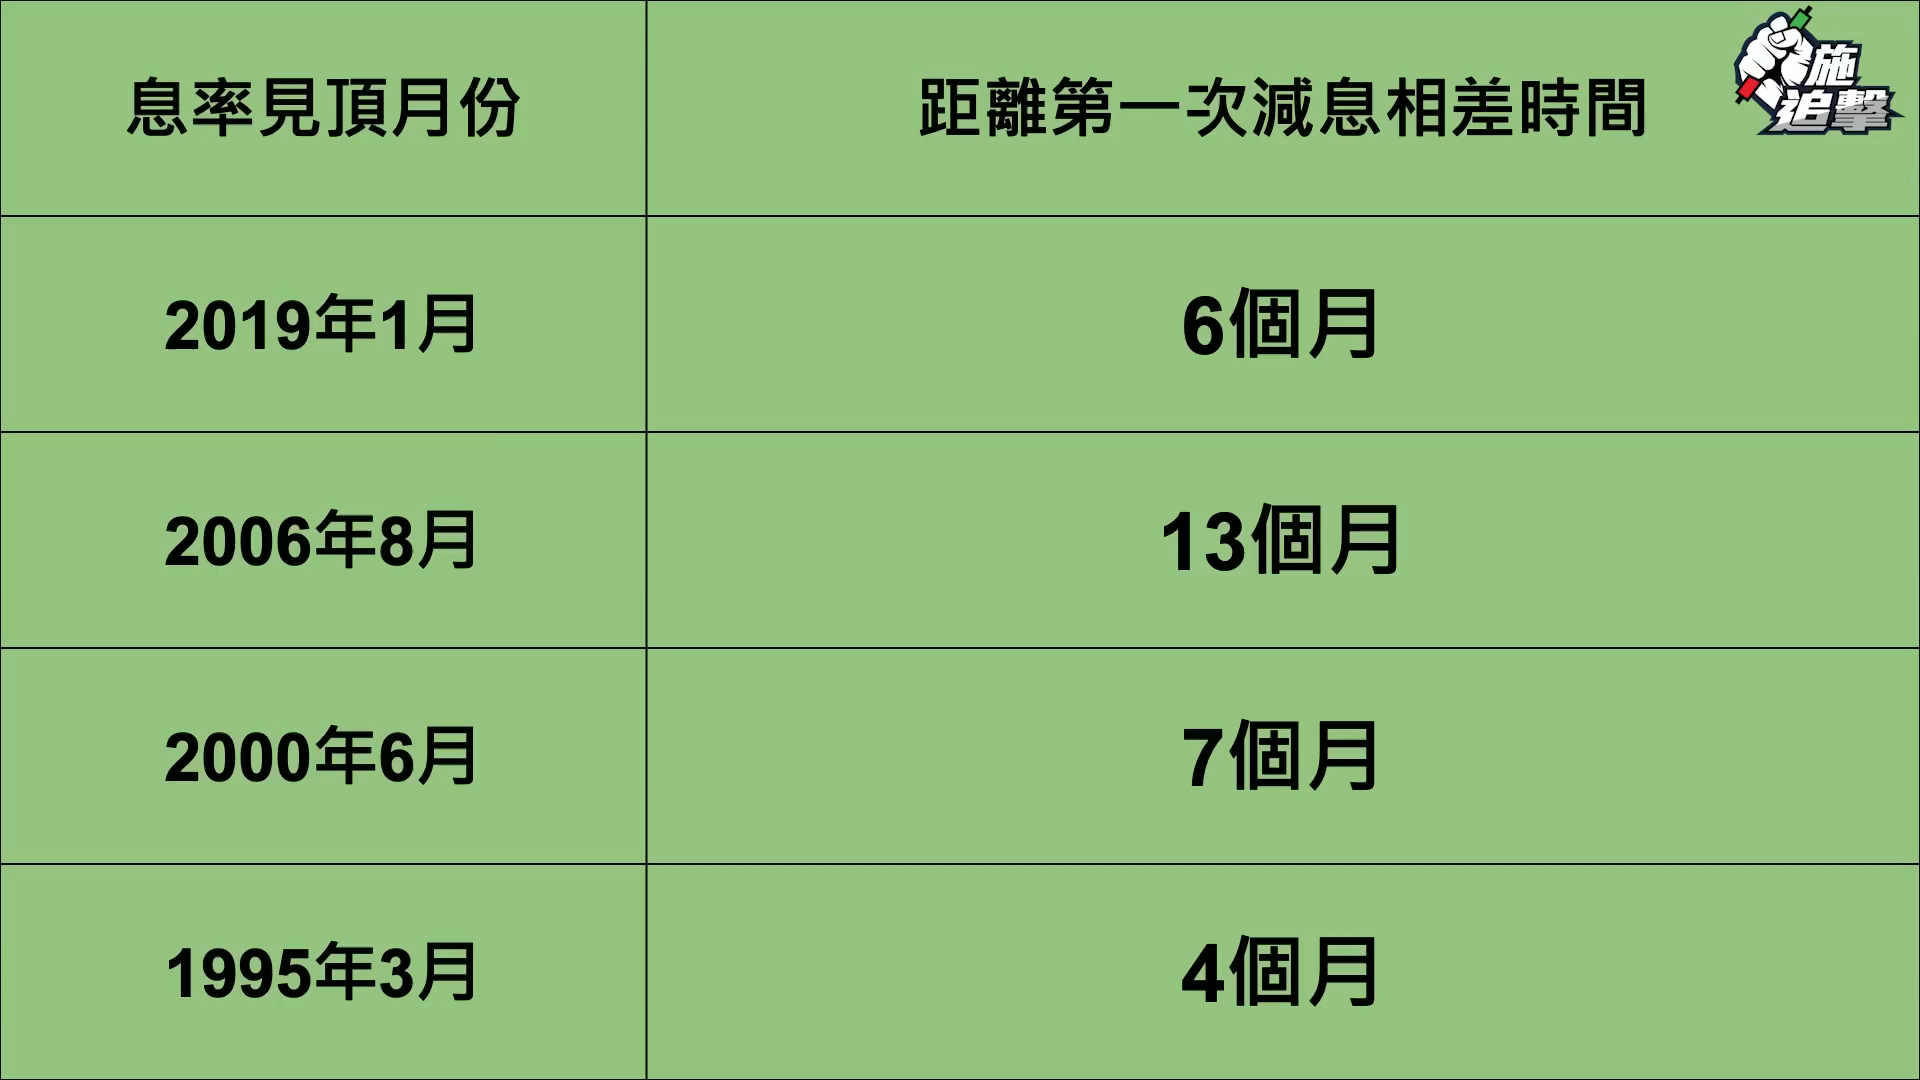 息率見頂月份
距離第一次減息相差時間
施
追擊
2019年1月
6個月
2006年8月
13個月
2000年6月
7個月
1995年3月
4個月